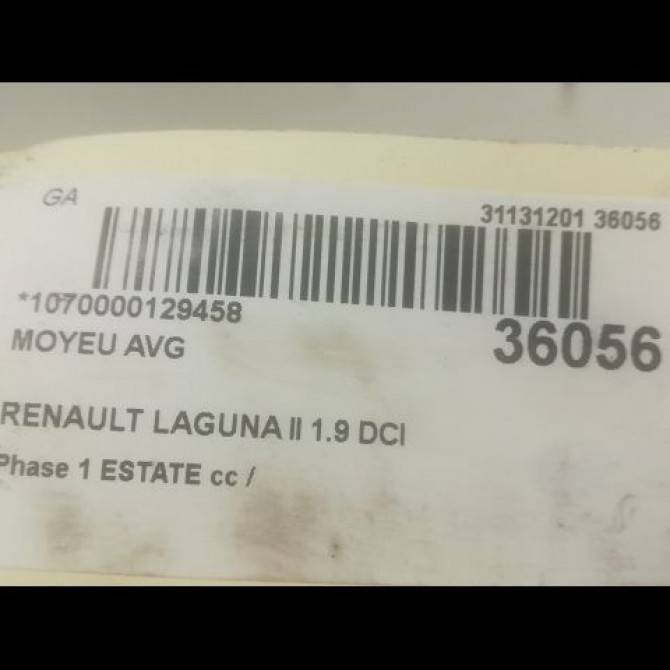 GA
31131201 36056
*1070000129458
36056
MOYEU AVG
RENAULT LAGUNA II 1.9 DCI
Phase 1 ESTATE cc /